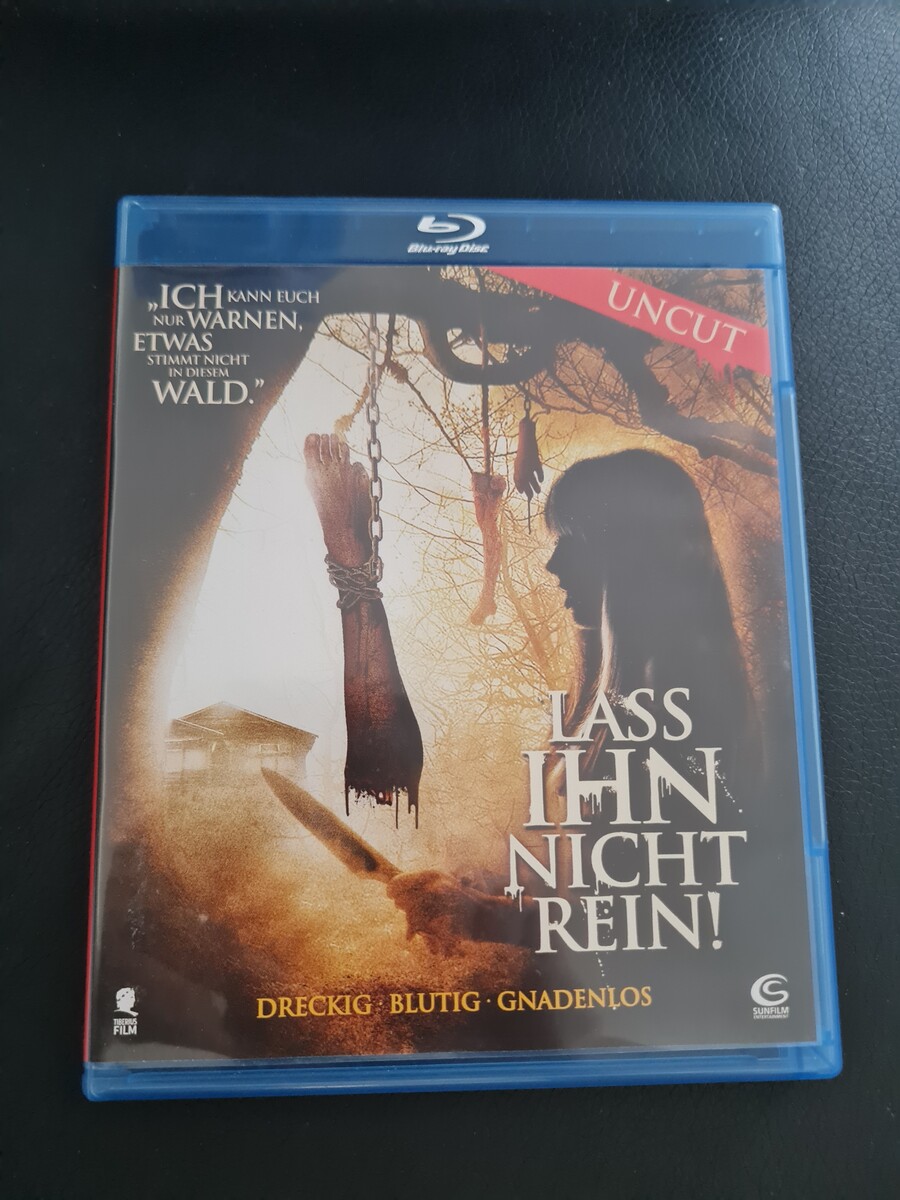 Blu-ray Disc
„ICH KANN EUCH
NUR WARNEN,
ETWAS
STIMMT NICHT
IN DIESEM
WALD.”
UNCUT
LASS
IHN
NICHT
REIN!
DRECKIG · BLUTIG · GNADENLOS
TIBERIUS
FILM
SUNFILM
ENTERTAINMENT